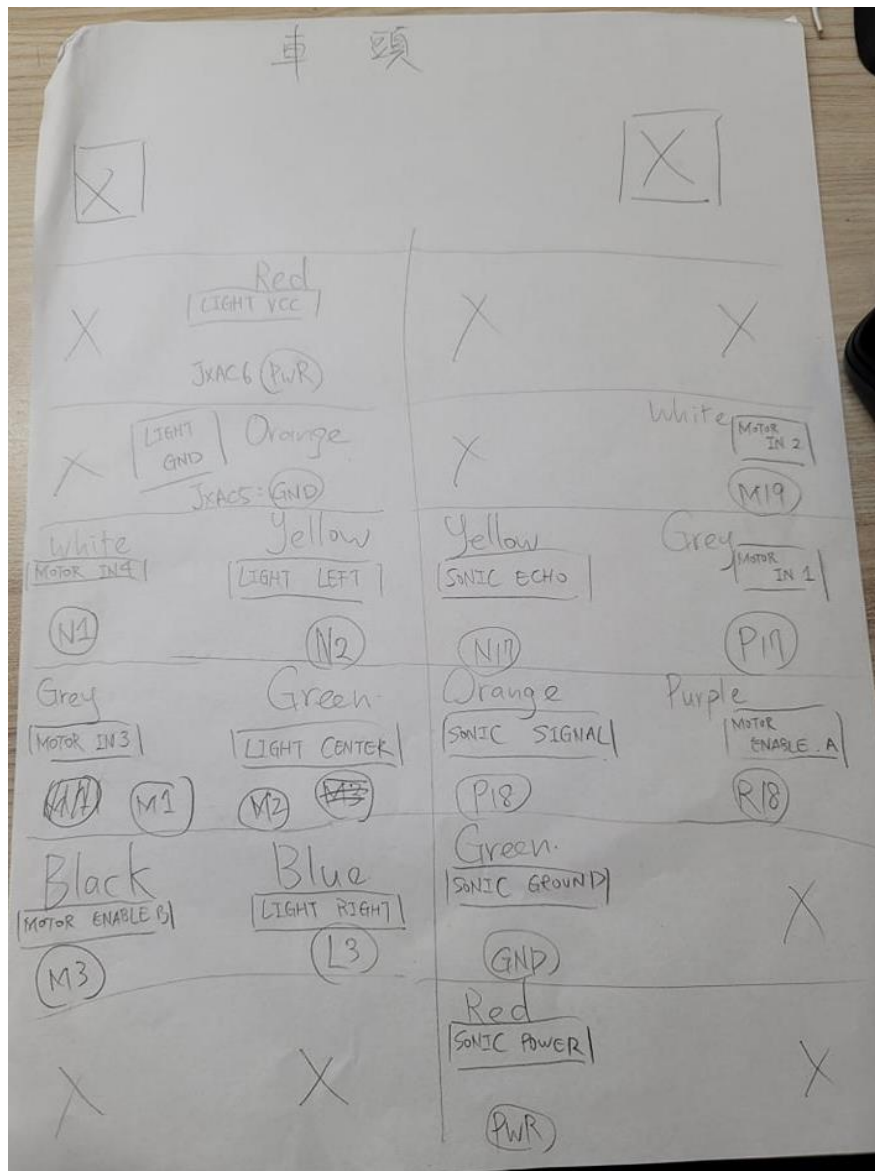 車 頭
X X
Red
LIGHT VCC
X X X
JXAC6 PWR
LIGHT GND Orange
X X
JXAC5:GND
White MOTOR IN 2
M19
White Yellow Yellow Grey
MOTOR IN4 LIGHT LEFT SONIC ECHO MOTOR IN 1
N1 N2 N17 P17
Grey Green. Orange Purple
MOTOR IN3 LIGHT CENTER SONIC SIGNAL MOTOR ENABLE.A
M1 M2 M3 P18 R18
Black Blue Green.
MOTOR ENABLE B LIGHT RIGHT SONIC GROUND X
M3 L3 GND
Red
SONIC POWER
X X X
PWR